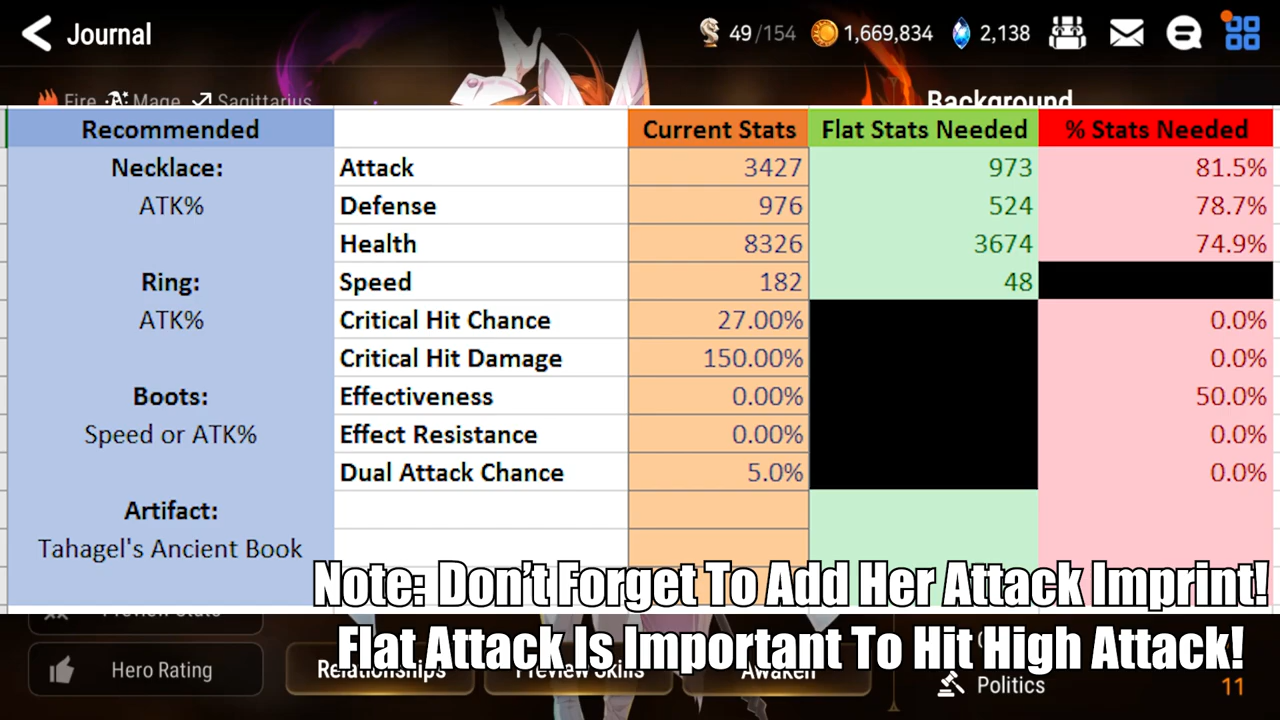 Journal
49/154
1,669,834
2,138
Fire Mage Sagittarius
Background
Recommended Current Stats Flat Stats Needed % Stats Needed
Necklace: Attack 3427 973 81.5%
ATK% Defense 976 524 78.7%
Health 8326 3674 74.9%
Ring: Speed 182 48
ATK% Critical Hit Chance 27.00% 0.0%
Critical Hit Damage 150.00% 0.0%
Boots: Effectiveness 0.00% 50.0%
Speed or ATK% Effect Resistance 0.00% 0.0%
Dual Attack Chance 5.0% 0.0%
Artifact:
Tahagel's Ancient Book
Note: Don't Forget To Add Her Attack Imprint!
Preview Stats
Flat Attack Is Important To Hit High Attack!
Hero Rating
Relationships
Preview Skills
Awaken
Politics 11